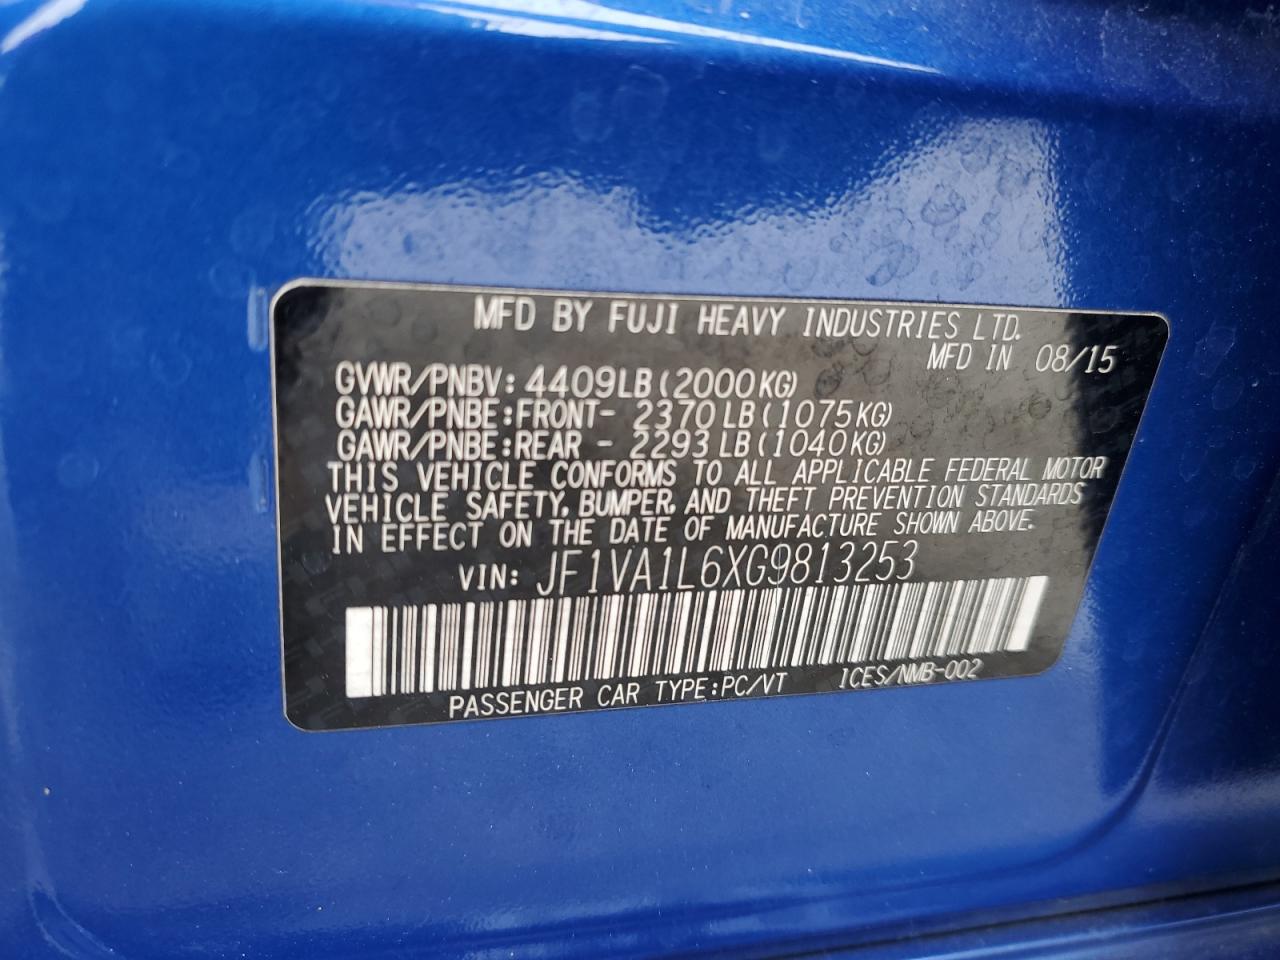 MFD BY FUJI HEAVY INDUSTRIES LTD.
MFD IN 08/15
GVWR/PNBV: 4409LB(2000KG)
GAWR/PNBE:FRONT- 2370LB(1075KG)
GAWR/PNBE:REAR - 2293LB(1040KG)
THIS VEHICLE CONFORMS TO ALL APPLICABLE FEDERAL MOTOR
VEHICLE SAFETY, BUMPER, AND THEFT PREVENTION STANDARDS
IN EFFECT ON THE DATE OF MANUFACTURE SHOWN ABOVE.
VIN: JF1VA1L6XG9813253
PASSENGER CAR TYPE:PC/VT ICES/NMB-002